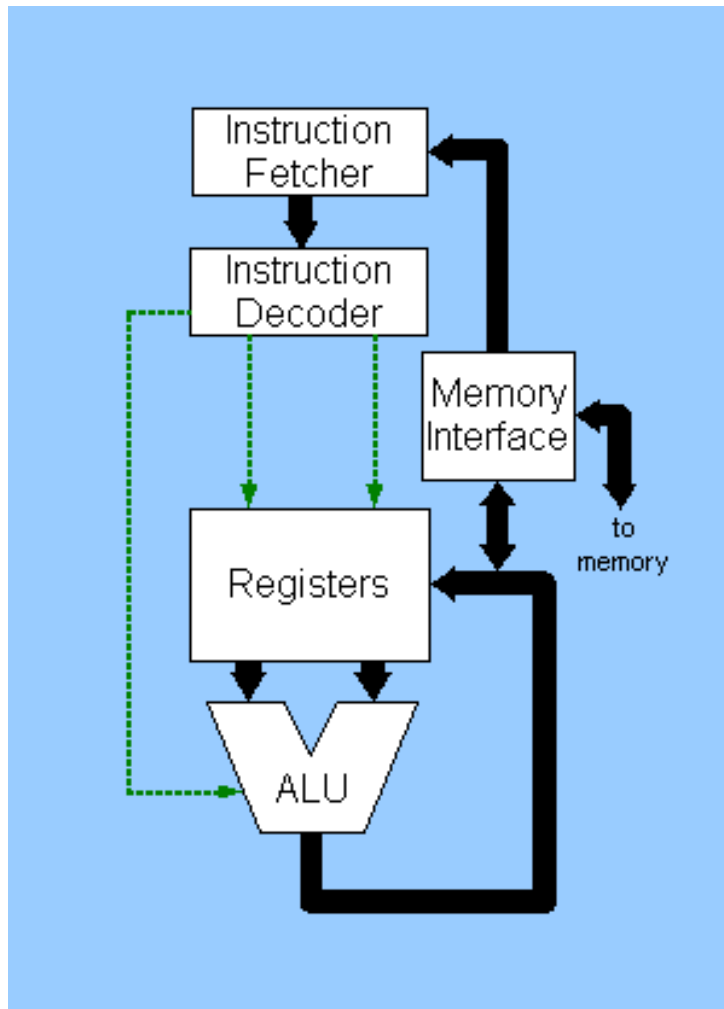 Instruction
Fetcher
Instruction
Decoder
Memory
Interface
to
memory
Registers
ALU